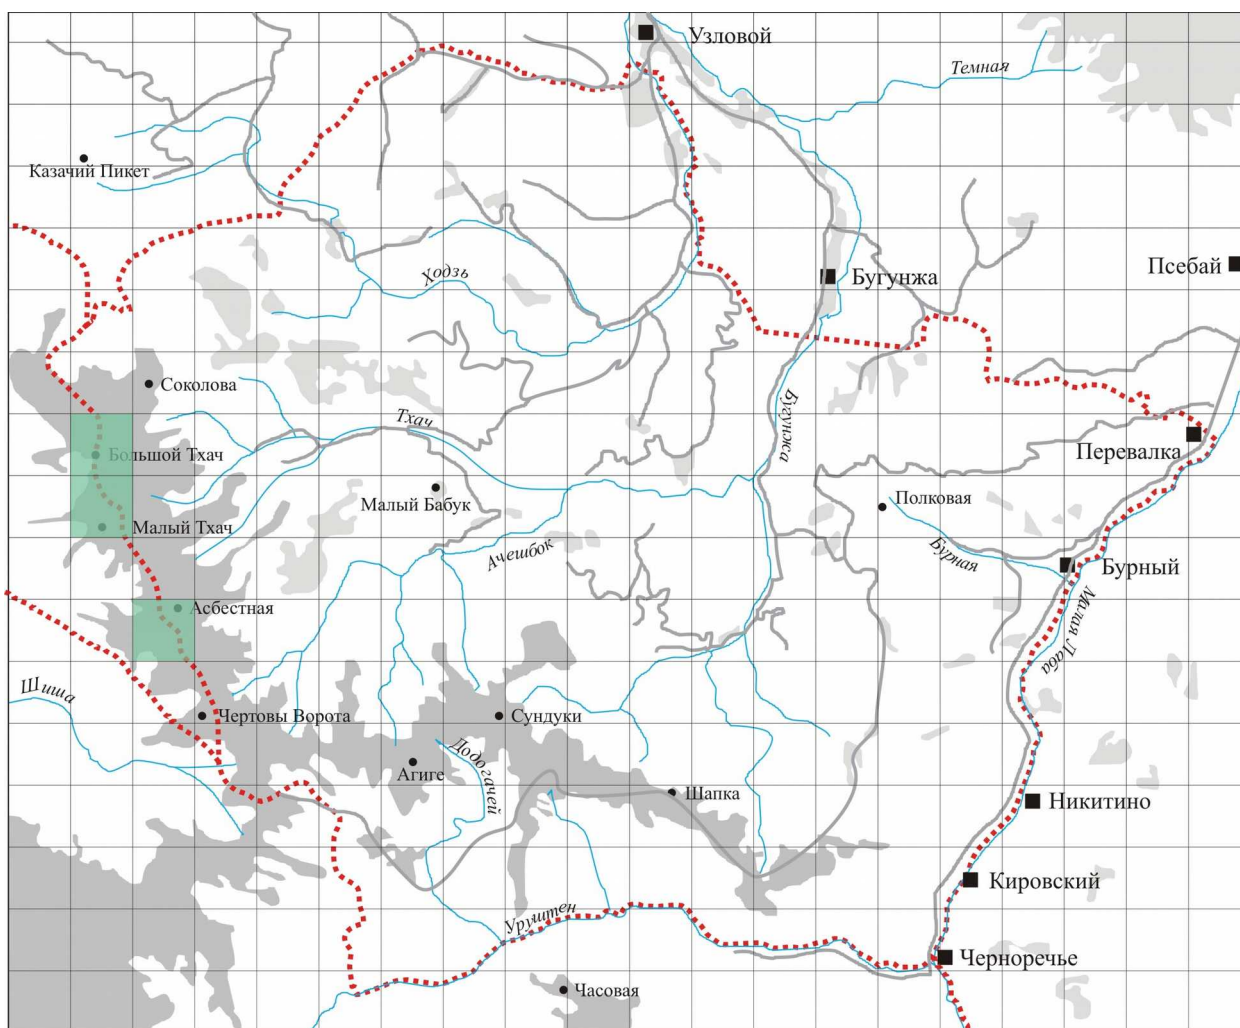 Узловой
Темная
Казачий Пикет
Псебай
Ходзь
Бугунжа
Соколова
Бугунжа
Тхач
Большой Тхач
Перевалка
Малый Бабук
Полковая
Малый Тхач
Ачешбок
Бурная
Бурный
Асбестная
Малая Лаба
Шиша
Чертовы Ворота
Сундуки
Додогачей
Агиге
Шапка
Никитино
Кировский
Уруштен
Черноречье
Часовая